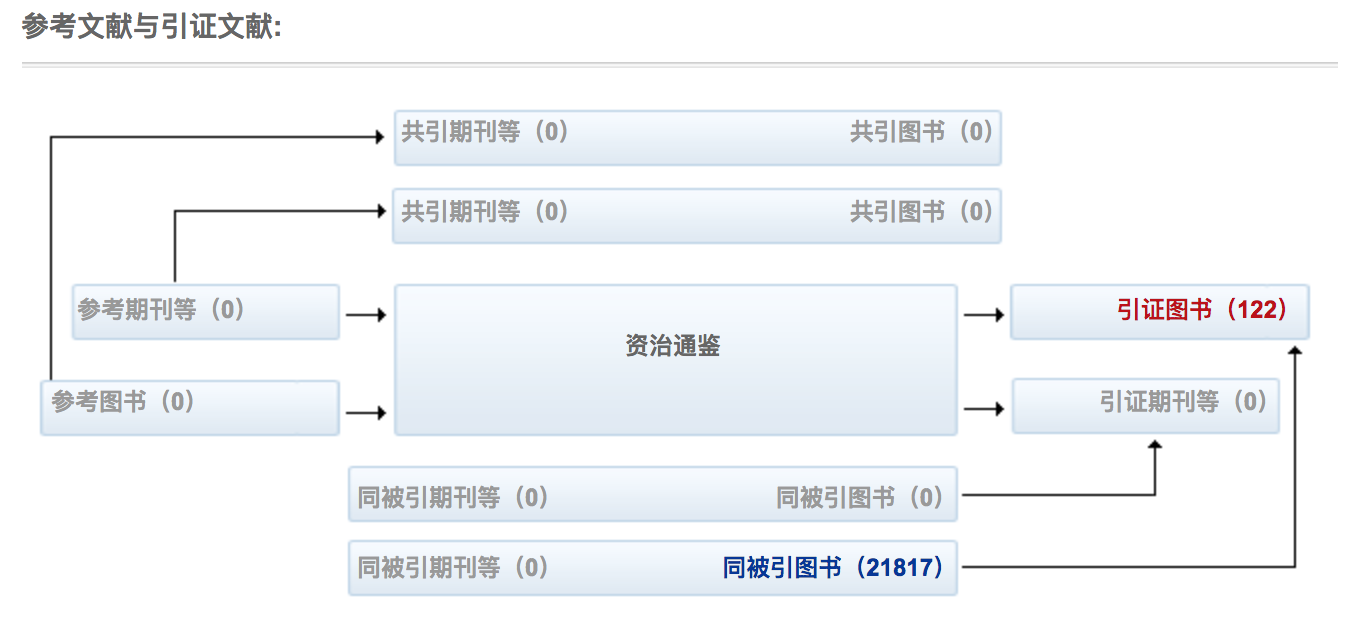 参考文献与引证文献:
共引期刊等（0） 共引图书（0）
共引期刊等（0） 共引图书（0）
参考期刊等（0）
引证图书（122）
资治通鉴
参考图书（0）
引证期刊等（0）
同被引期刊等（0） 同被引图书（0）
同被引期刊等（0） 同被引图书（21817）